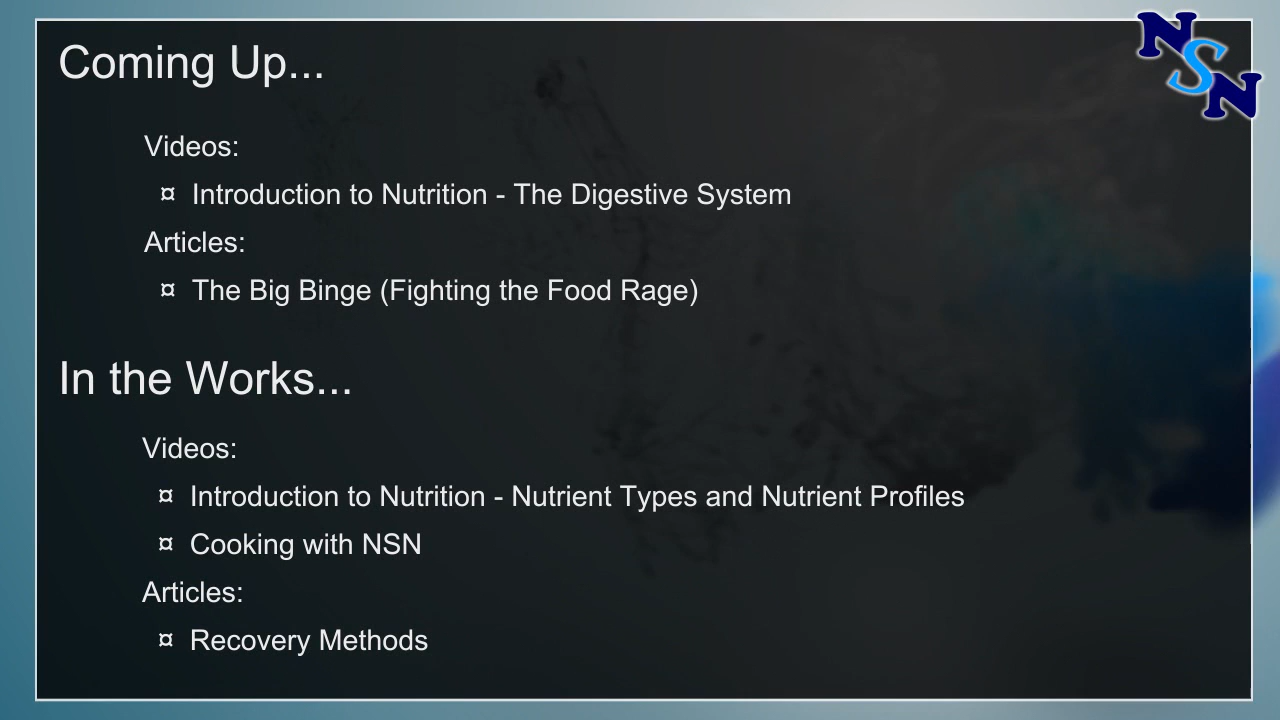 NSN
Coming Up...
Videos:
¤ Introduction to Nutrition - The Digestive System
Articles:
¤ The Big Binge (Fighting the Food Rage)
In the Works...
Videos:
¤ Introduction to Nutrition - Nutrient Types and Nutrient Profiles
¤ Cooking with NSN
Articles:
¤ Recovery Methods